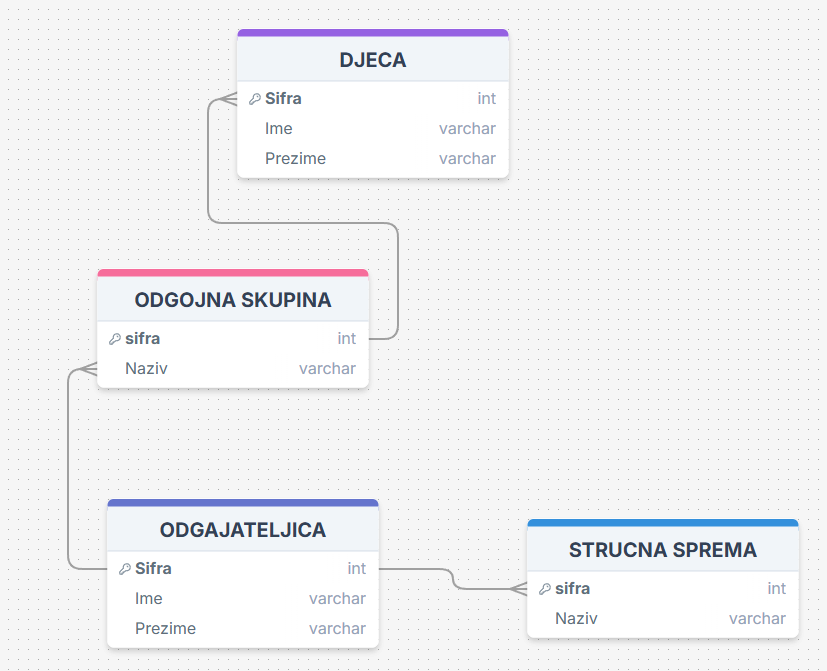 DJECA
Sifra int
Ime varchar
Prezime varchar
ODGOJNA SKUPINA
sifra int
Naziv varchar
ODGAJATELJICA
Sifra int
Ime varchar
Prezime varchar
STRUCNA SPREMA
sifra int
Naziv varchar